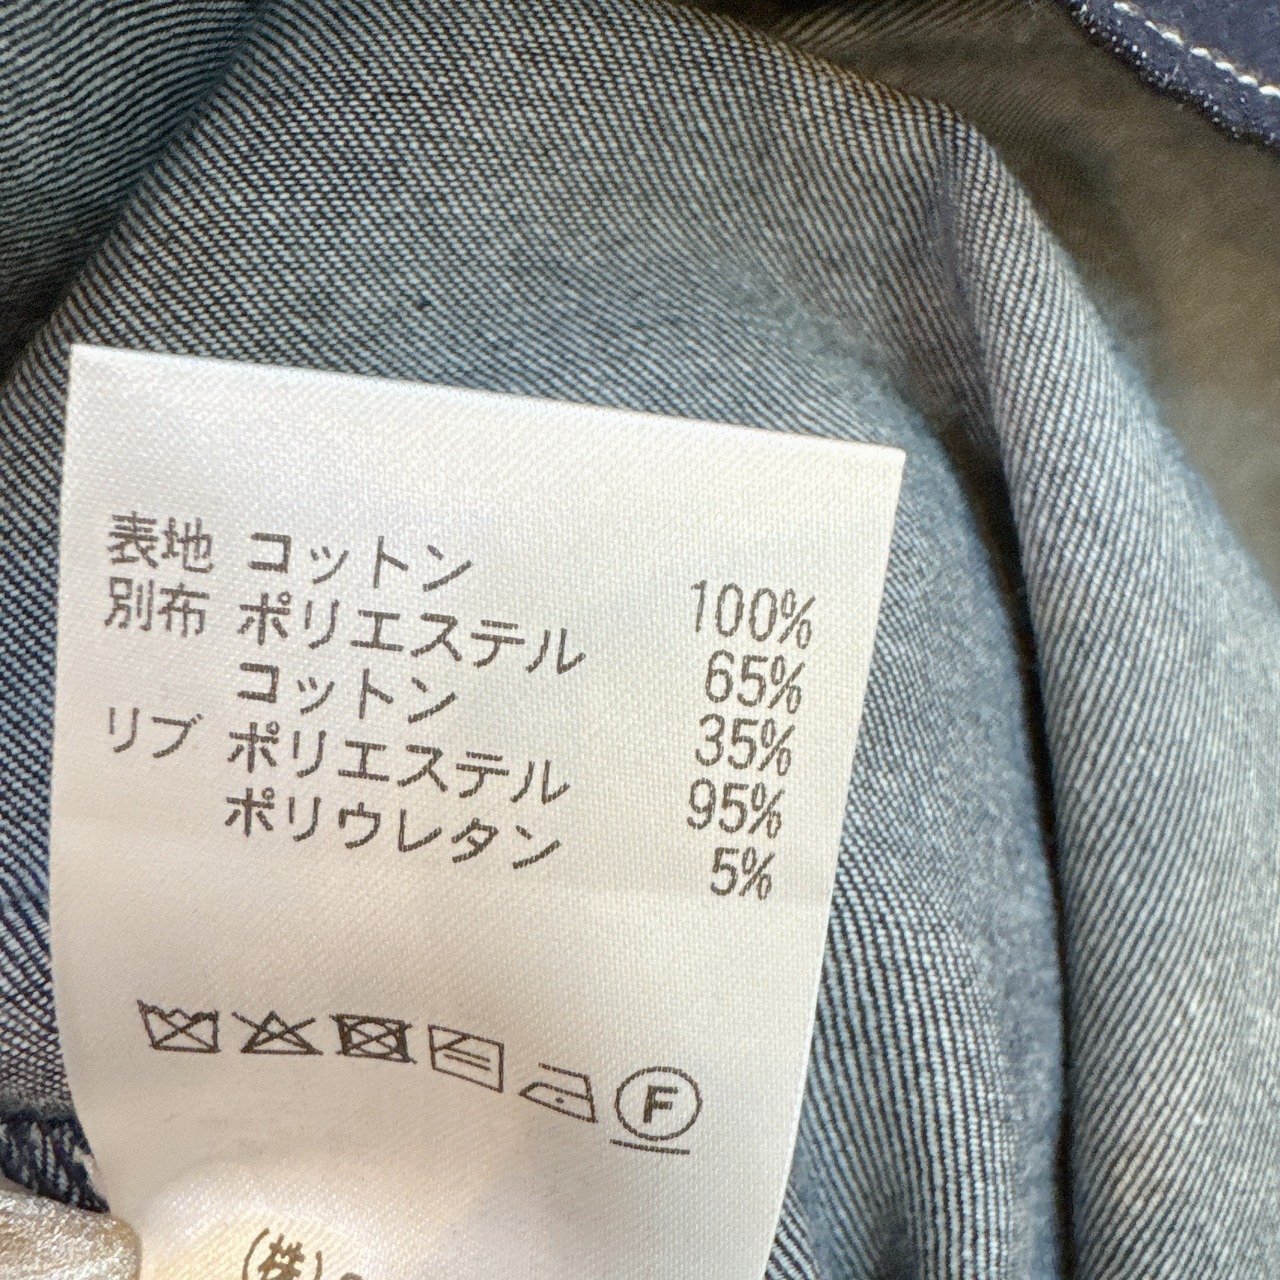 表地 コットン 100%
別布 ポリエステル 65%
コットン 35%
リブ ポリエステル 95%
ポリウレタン 5%
F
(株)